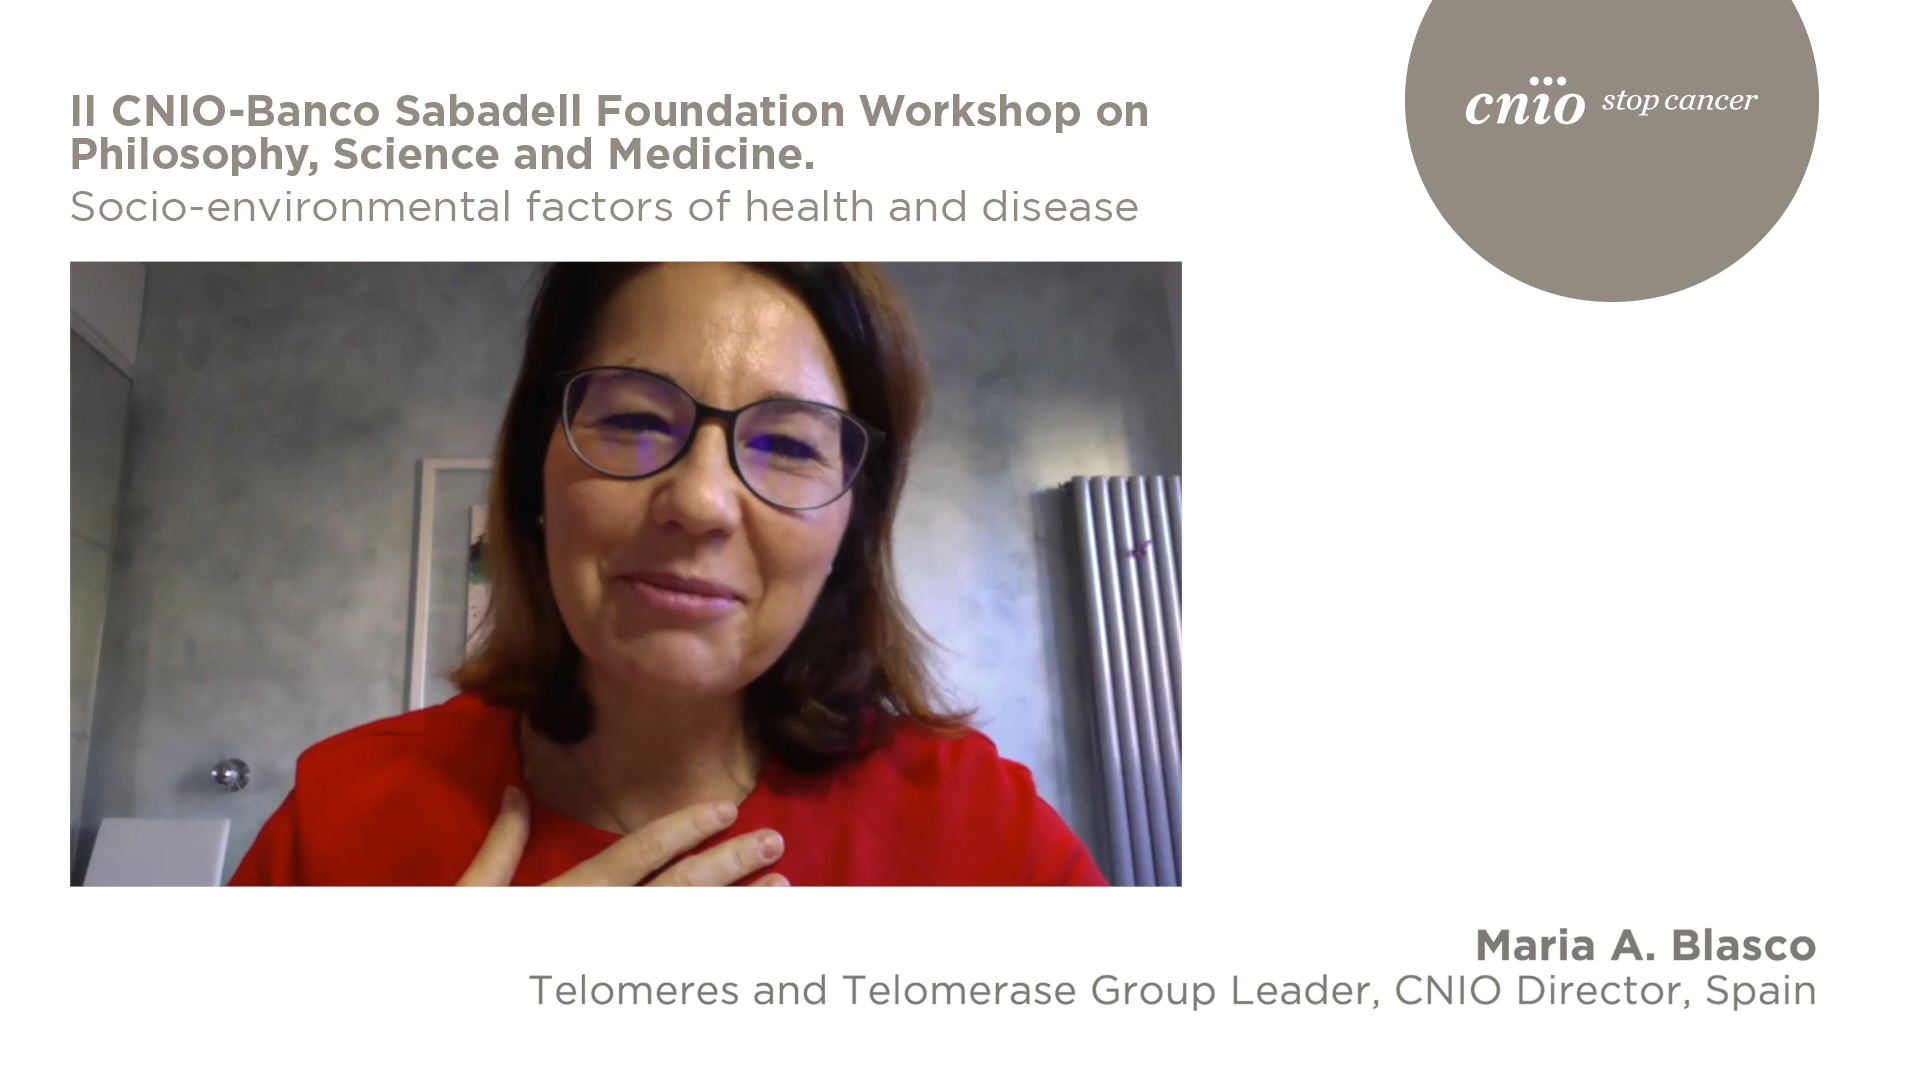 II CNIO-Banco Sabadell Foundation Workshop on
Philosophy, Science and Medicine.
Socio-environmental factors of health and disease
cnio stop cancer
Maria A. Blasco
Telomeres and Telomerase Group Leader, CNIO Director, Spain